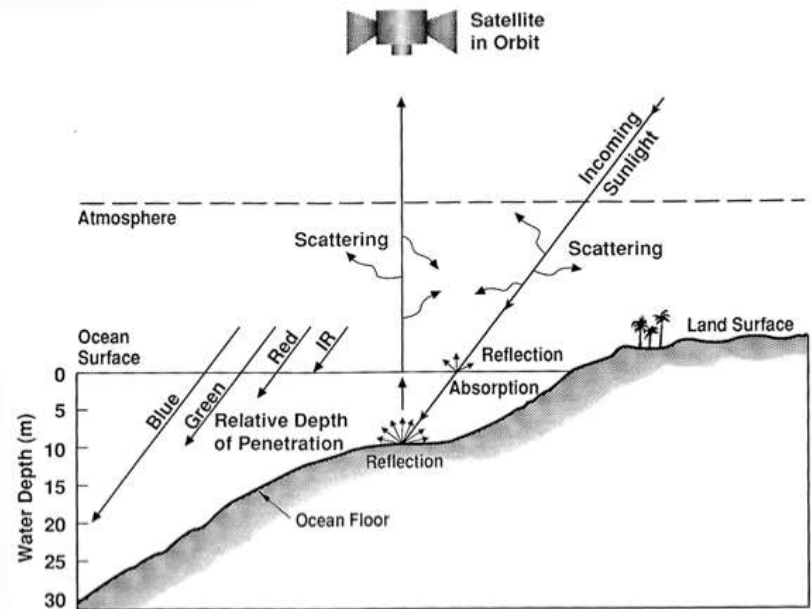 Satellite
in Orbit
Incoming
Sunlight
Atmosphere
Scattering
Scattering
Ocean
Surface
Land Surface
Blue
Green
Red
IR
Reflection
Absorption
Relative Depth
of Penetration
Reflection
Ocean Floor
Water Depth (m)
0
5
10
15
20
25
30